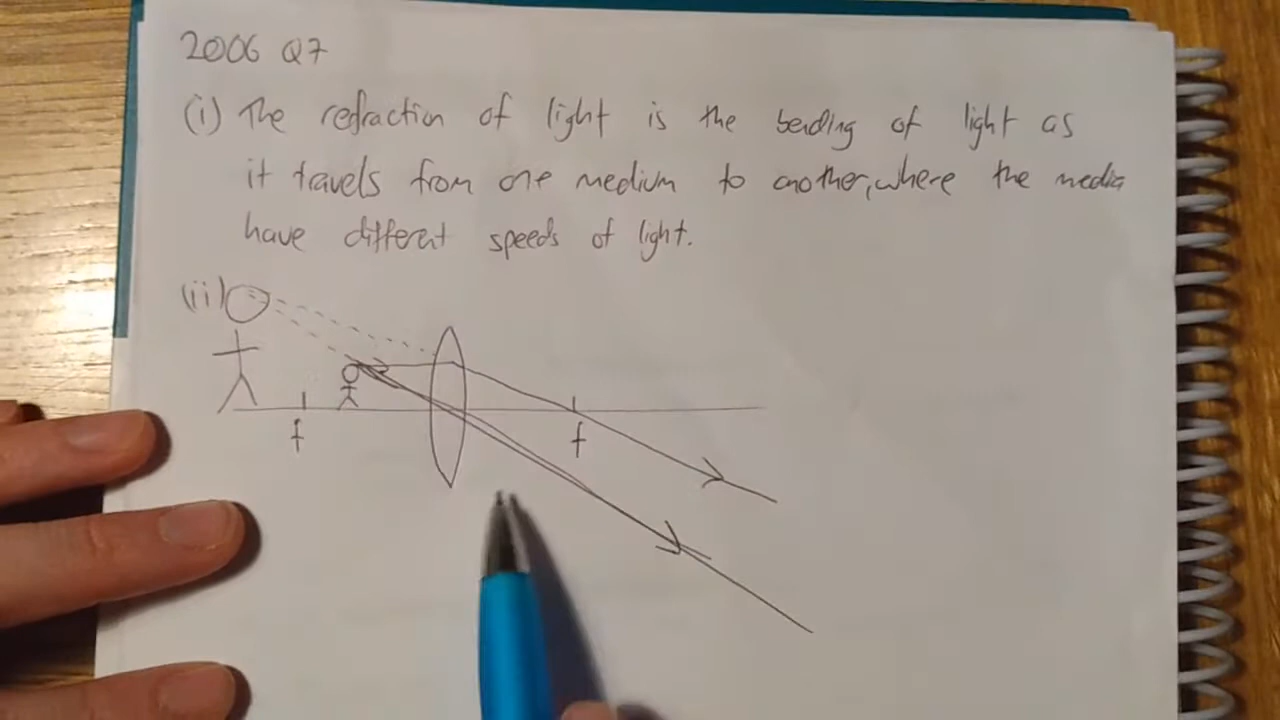 2006 Q7
(i) The refraction of light is the bending of light as
it travels from one medium to another, where the media
have different speeds of light.
(ii)
f f